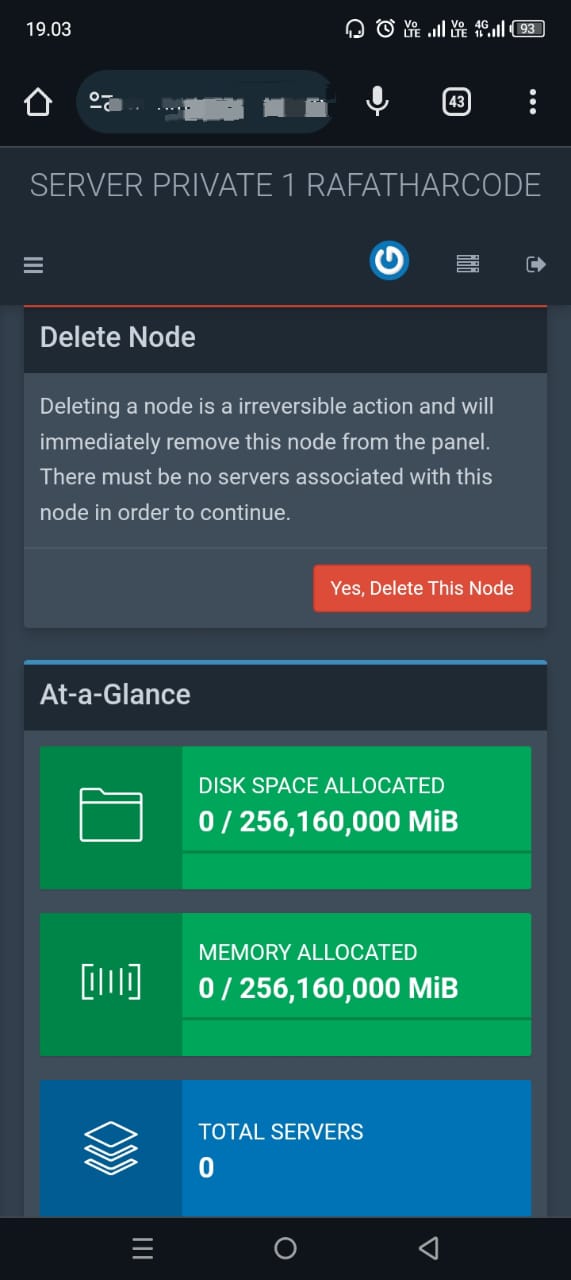 19.03
Vo LTE Vo LTE 4G 93
43
SERVER PRIVATE 1 RAFATHARCODE
Delete Node
Deleting a node is a irreversible action and will
immediately remove this node from the panel.
There must be no servers associated with this
node in order to continue.
Yes, Delete This Node
At-a-Glance
DISK SPACE ALLOCATED
0 / 256,160,000 MiB
MEMORY ALLOCATED
0 / 256,160,000 MiB
TOTAL SERVERS
0